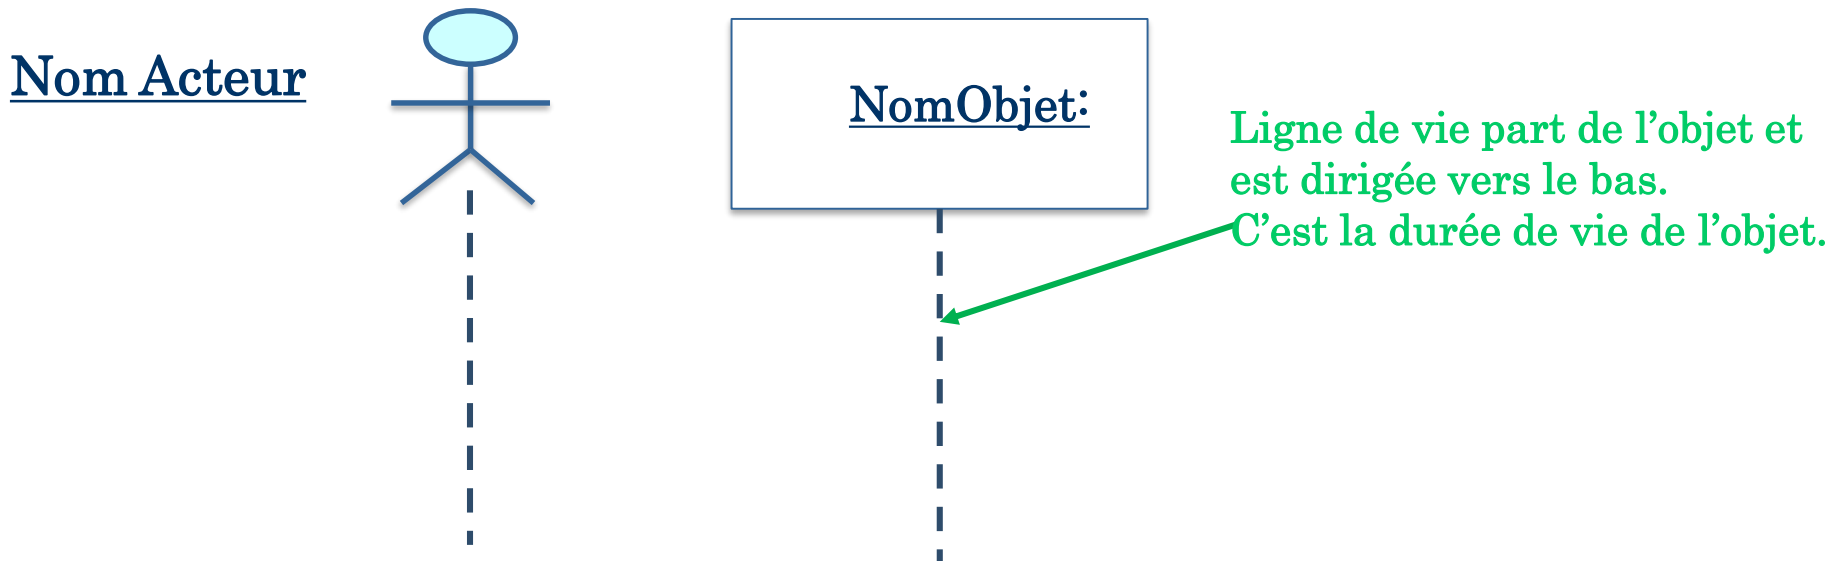 Nom Acteur
NomObjet:
Ligne de vie part de l’objet et
est dirigée vers le bas.
C’est la durée de vie de l’objet.